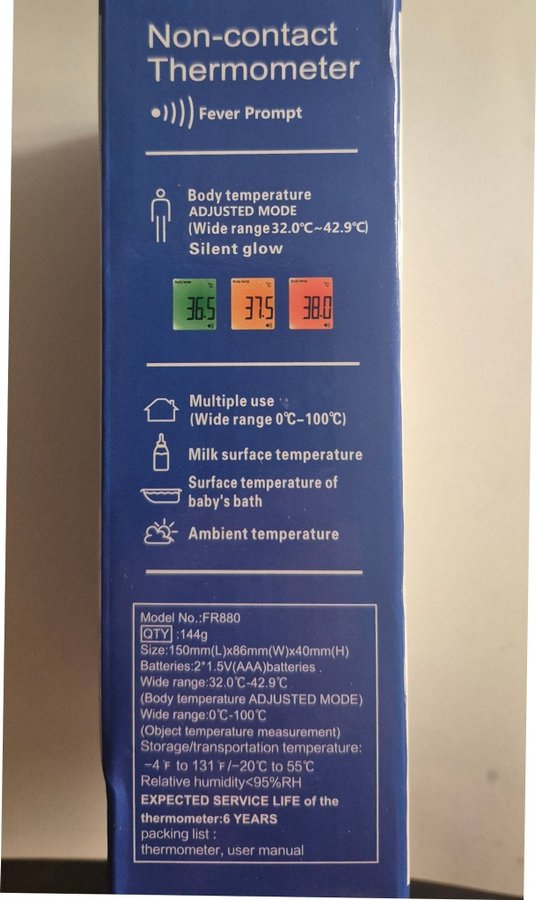 Non-contact
Thermometer
Fever Prompt
Body temperature
ADJUSTED MODE
(Wide range32.0℃~42.9℃)
Silent glow
36.5 37.5 38.0
Multiple use
(Wide range 0℃-100℃)
Milk surface temperature
Surface temperature of
baby's bath
Ambient temperature
Model No.:FR880
QTY :144g
Size:150mm(L)x86mm(W)x40mm(H)
Batteries:2*1.5V(AAA)batteries .
Wide range:32.0℃-42.9℃
(Body temperature ADJUSTED MODE)
Wide range:0℃-100℃
(Object temperature measurement)
Storage/transportation temperature:
-4℉ to 131℉/-20℃ to 55℃
Relative humidity<95%RH
EXPECTED SERVICE LIFE of the
thermometer:6 YEARS
packing list :
thermometer, user manual